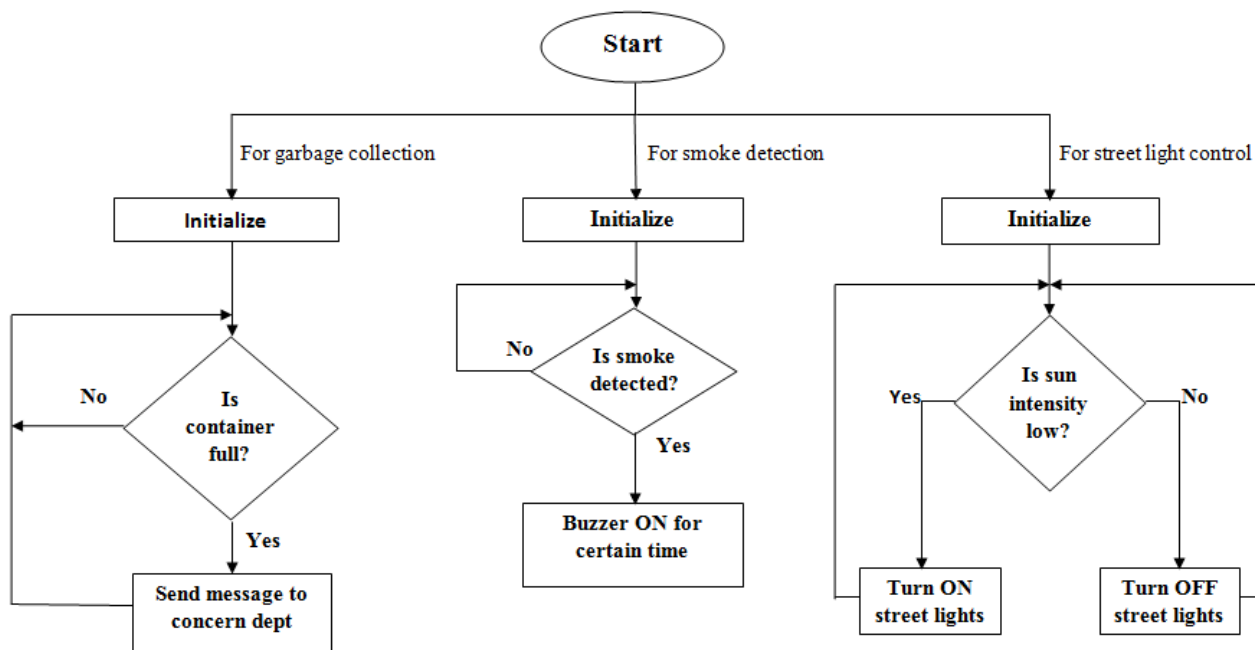 Start
For garbage collection
For smoke detection
For street light control
Initialize
Initialize
Initialize
No
Is
container
full?
Yes
Send message to
concern dept
No
Is smoke
detected?
Yes
Buzzer ON for
certain time
Yes
Is sun
intensity
low?
No
Turn ON
street lights
Turn OFF
street lights